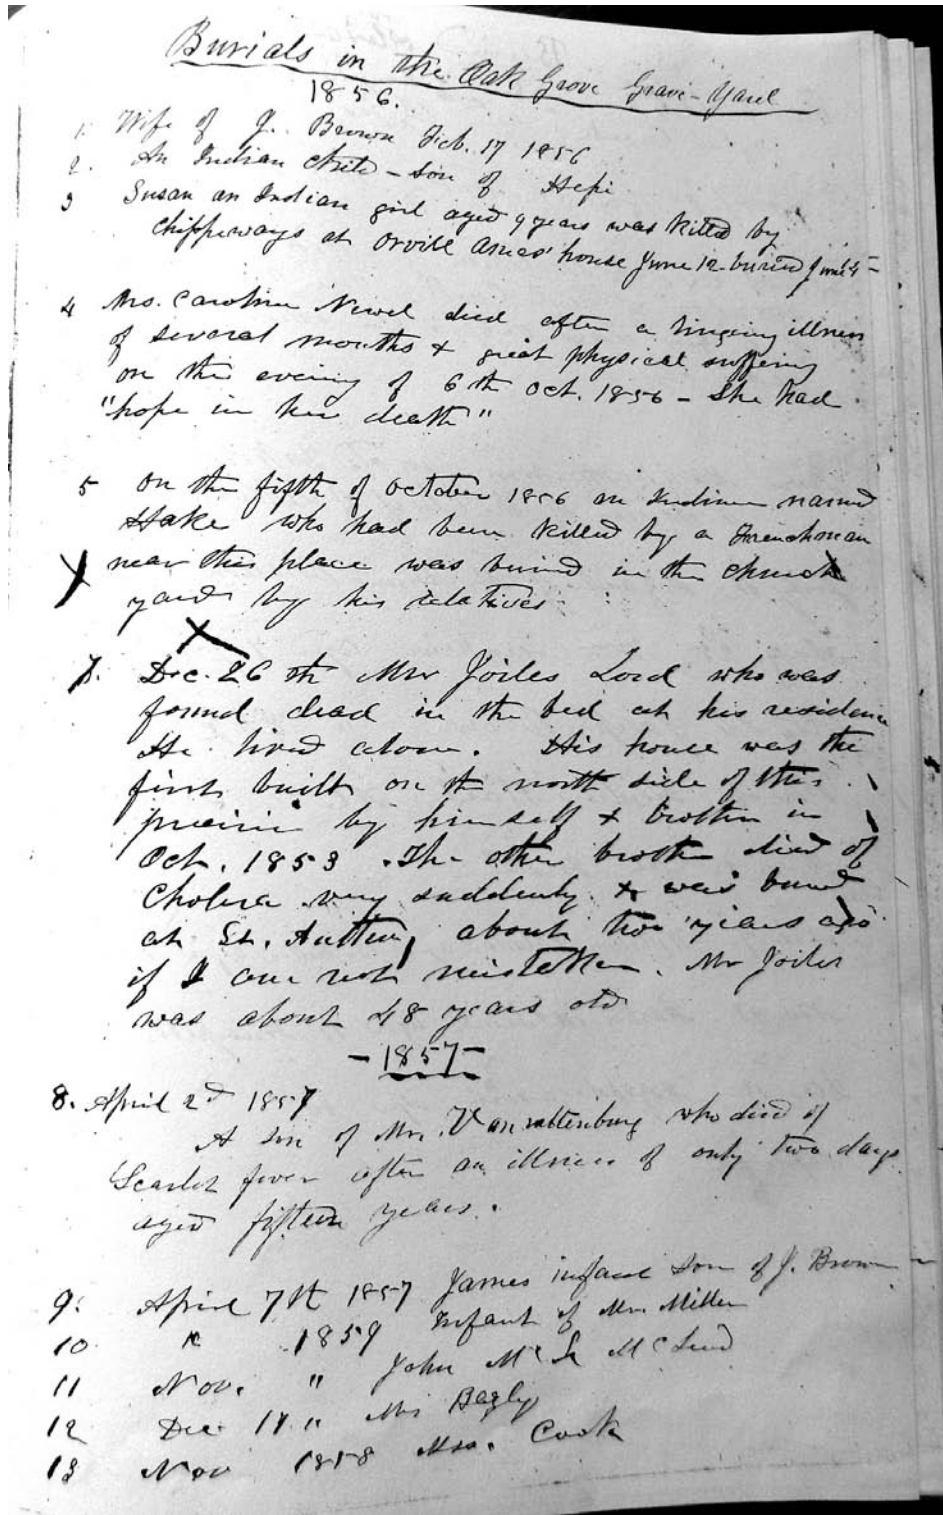 Burials in the Oak Grove Grave-Yard
1856.
1. Wife of J. Brown Feb. 17 1856
2. An Indian child - son of Hepi
3 Susan an Indian girl aged 9 years was killed by
Chippeways at Orvill Ames' house June 12. buried June
4 Mrs. Caroline Newel died after a lingering illness
of several months & great physical suffering
on the evening of 6th Oct. 1856 - She had
"hope in her death"
5 On the fifth of October 1856 an Indian named
Hake who had been killed by a Frenchman
near this place was buried in the church
yard by his relatives
7. Dec. 26th Mr Joiles Lord who was
found dead in the bed at his residence
He lived alone. His house was the
first built on the north side of this
prairie by himself & brother in
Oct. 1853. The other brother died of
Cholera very suddenly & was buried
at St. Anthony about two years ago
if I am not mistaken. Mr Joiles
was about 48 years old
- 1857 -
8. April 2d 1857
A son of Mr. who died of
Scarlet fever after an illness of only two days
aged fifteen years.
9. April 7th 1857 James infant son of J. Brown
10 " 1859 Infant of Mr. Miller
11 Nov. " John
12 Dec 17 " Mrs Bagly
13 Nov 1858 Mrs. Cook